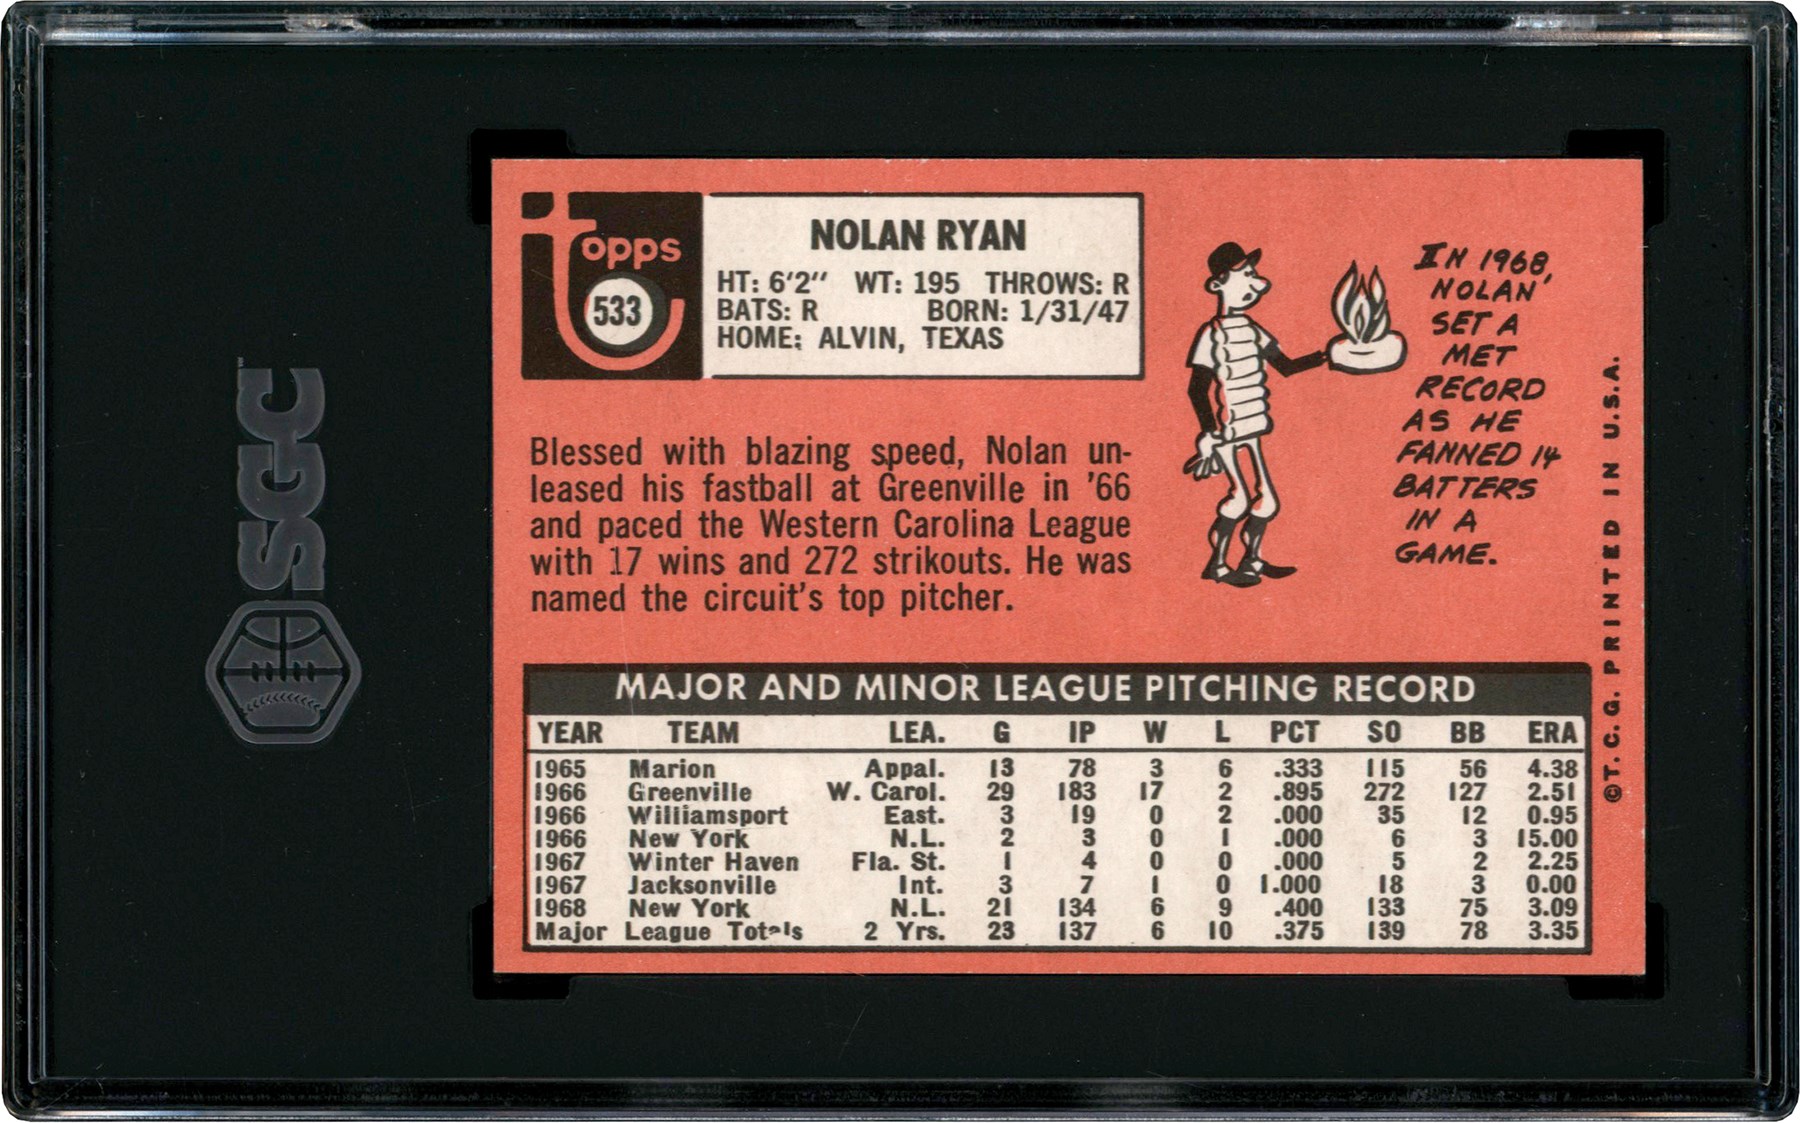 SGC
topps
533
NOLAN RYAN
HT: 6'2" WT: 195 THROWS: R
BATS: R BORN: 1/31/47
HOME: ALVIN, TEXAS
Blessed with blazing speed, Nolan un-
leased his fastball at Greenville in '66
and paced the Western Carolina League
with 17 wins and 272 strikouts. He was
named the circuit's top pitcher.
IN 1968,
NOLAN
SET A
MET
RECORD
AS HE
FANNED 14
BATTERS
IN A
GAME.
MAJOR AND MINOR LEAGUE PITCHING RECORD
YEAR TEAM LEA. G IP W L PCT SO BB ERA
1965 Marion Appal. 13 78 3 6 .333 115 56 4.38
1966 Greenville W. Carol. 29 183 17 2 .895 272 127 2.51
1966 Williamsport East. 3 19 0 2 .000 35 12 0.95
1966 New York N.L. 2 3 0 1 .000 6 3 15.00
1967 Winter Haven Fla. St. 1 4 0 0 .000 5 2 2.25
1967 Jacksonville Int. 3 7 1 0 1.000 18 3 0.00
1968 New York N.L. 21 134 6 9 .400 133 75 3.09
Major League Totals 2 Yrs. 23 137 6 10 .375 139 78 3.35
©T. C. G. PRINTED IN U.S.A.